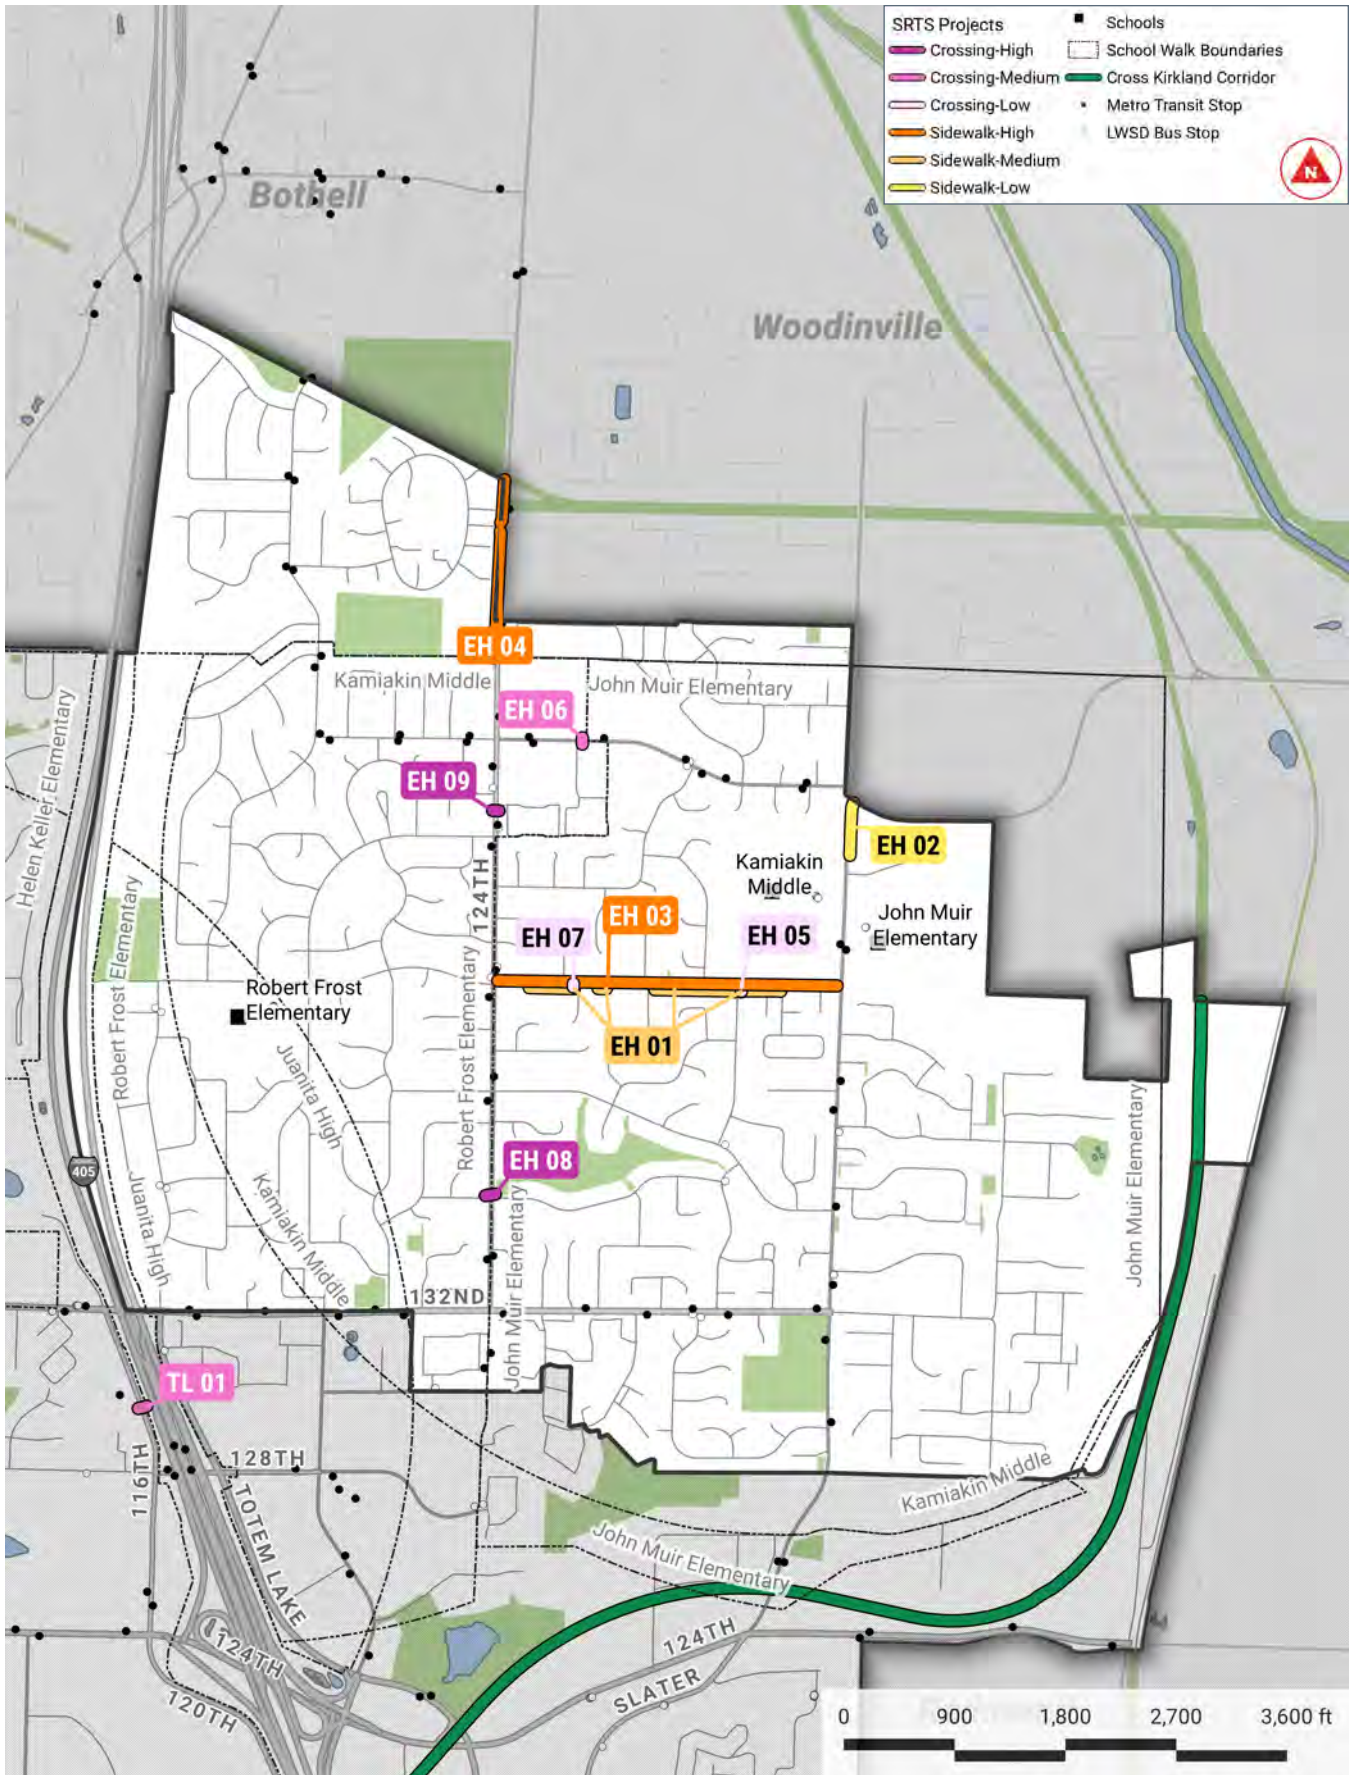 SRTS Projects
Crossing-High
Crossing-Medium
Crossing-Low
Sidewalk-High
Sidewalk-Medium
Sidewalk-Low
Schools
School Walk Boundaries
Cross Kirkland Corridor
Metro Transit Stop
LWSD Bus Stop
N
Bothell
Woodinville
EH 04
Kamiakin Middle
John Muir Elementary
EH 06
EH 09
Helen Keller Elementary
EH 02
Kamiakin
Middle
124TH
EH 03
EH 07
EH 05
John Muir
Elementary
Robert Frost Elementary
Robert Frost
Elementary
Robert Frost Elementary
EH 01
Juanita High
John Muir Elementary
EH 08
405
Juanita High
Kamiakin Middle
John Muir Elementary
132ND
TL 01
116TH
128TH
TOTEM LAKE
Kamiakin Middle
John Muir Elementary
124TH
124TH
SLATER
120TH
0 900 1,800 2,700 3,600 ft